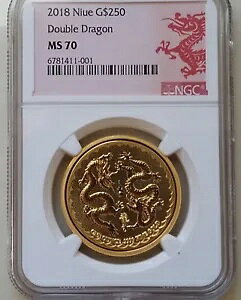 2018 Niue G$250
Double Dragon
MS 70
6781411-001
NGC